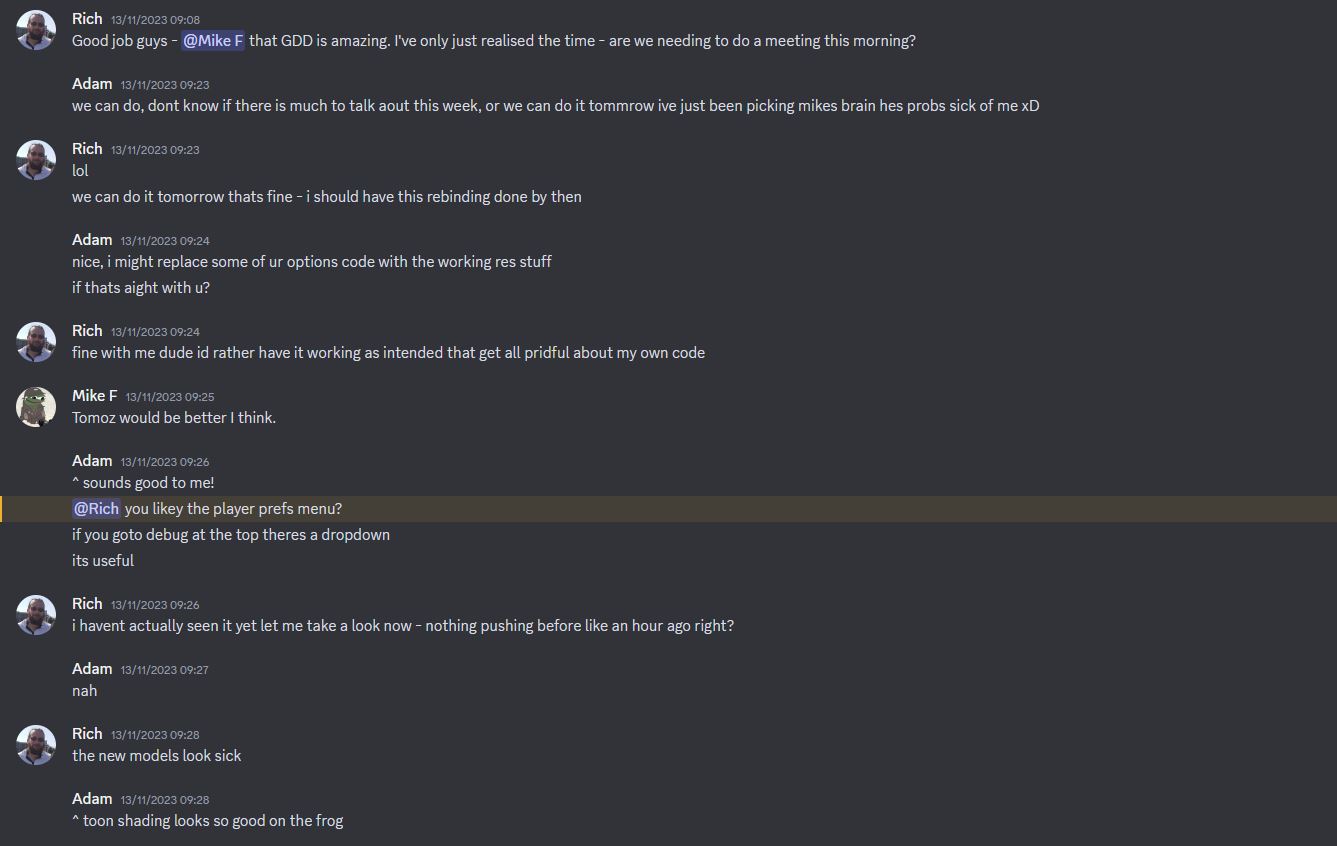 Rich 13/11/2023 09:08
Good job guys - @Mike F that GDD is amazing. I've only just realised the time - are we needing to do a meeting this morning?
Adam 13/11/2023 09:23
we can do, dont know if there is much to talk aout this week, or we can do it tommrow ive just been picking mikes brain hes probs sick of me xD
Rich 13/11/2023 09:23
lol
we can do it tomorrow thats fine - i should have this rebinding done by then
Adam 13/11/2023 09:24
nice, i might replace some of ur options code with the working res stuff
if thats aight with u?
Rich 13/11/2023 09:24
fine with me dude id rather have it working as intended that get all pridful about my own code
Mike F 13/11/2023 09:25
Tomoz would be better I think.
Adam 13/11/2023 09:26
^ sounds good to me!
@Rich you likey the player prefs menu?
if you goto debug at the top theres a dropdown
its useful
Rich 13/11/2023 09:26
i havent actually seen it yet let me take a look now - nothing pushing before like an hour ago right?
Adam 13/11/2023 09:27
nah
Rich 13/11/2023 09:28
the new models look sick
Adam 13/11/2023 09:28
^ toon shading looks so good on the frog